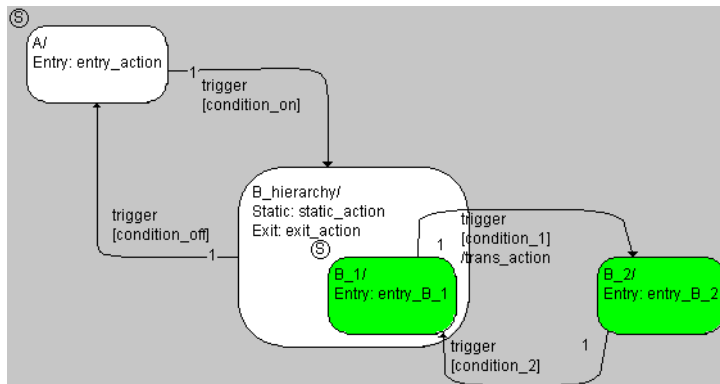 S
A/
Entry: entry_action
1
trigger
[condition_on]
B_hierarchy/
Static: static_action
Exit: exit_action
S
trigger
[condition_off]
1
trigger
[condition_1]
/trans_action
1
B_1/
Entry: entry_B_1
B_2/
Entry: entry_B_2
trigger
[condition_2]
1